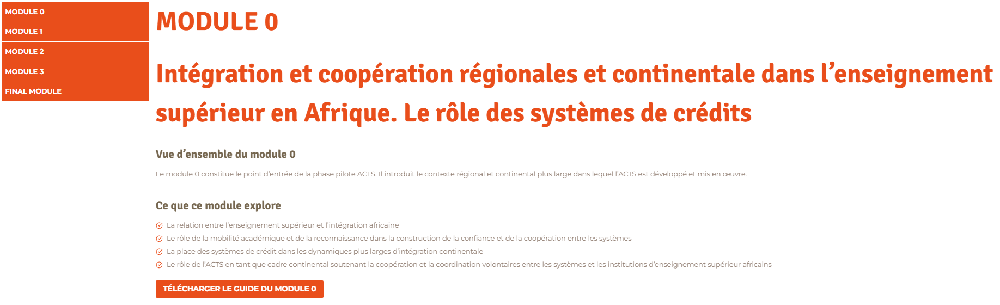 MODULE 0
MODULE 1
MODULE 2
MODULE 3
FINAL MODULE
MODULE 0
Intégration et coopération régionales et continentale dans l’enseignement
supérieur en Afrique. Le rôle des systèmes de crédits
Vue d’ensemble du module 0
Le module 0 constitue le point d’entrée de la phase pilote ACTS. Il introduit le contexte régional et continental plus large dans lequel l’ACTS est développé et mis en œuvre.
Ce que ce module explore
La relation entre l’enseignement supérieur et l’intégration africaine
Le rôle de la mobilité académique et de la reconnaissance dans la construction de la confiance et de la coopération entre les systèmes
La place des systèmes de crédit dans les dynamiques plus larges d’intégration continentale
Le rôle de l’ACTS en tant que cadre continental soutenant la coopération et la coordination volontaires entre les systèmes et les institutions d’enseignement supérieur africains
TÉLÉCHARGER LE GUIDE DU MODULE 0